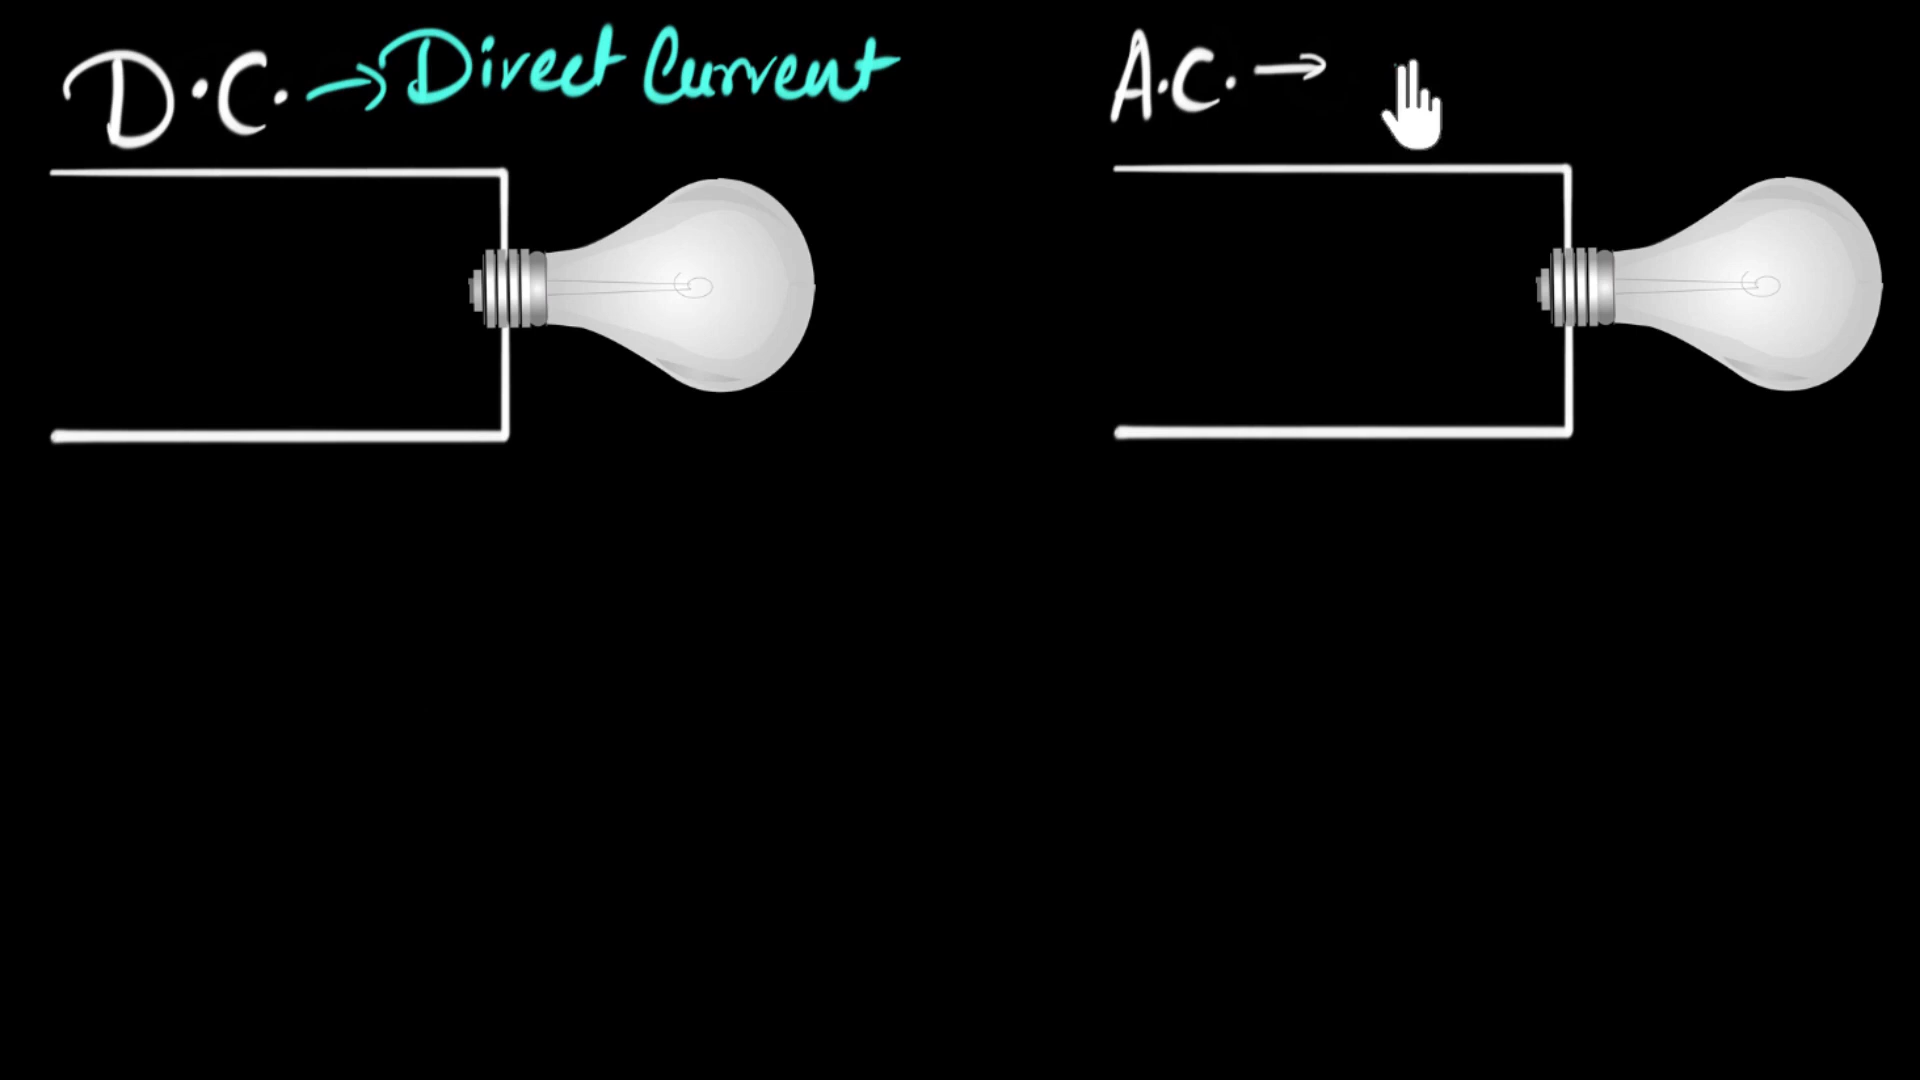 D.C. → Direct Current
A.C. →